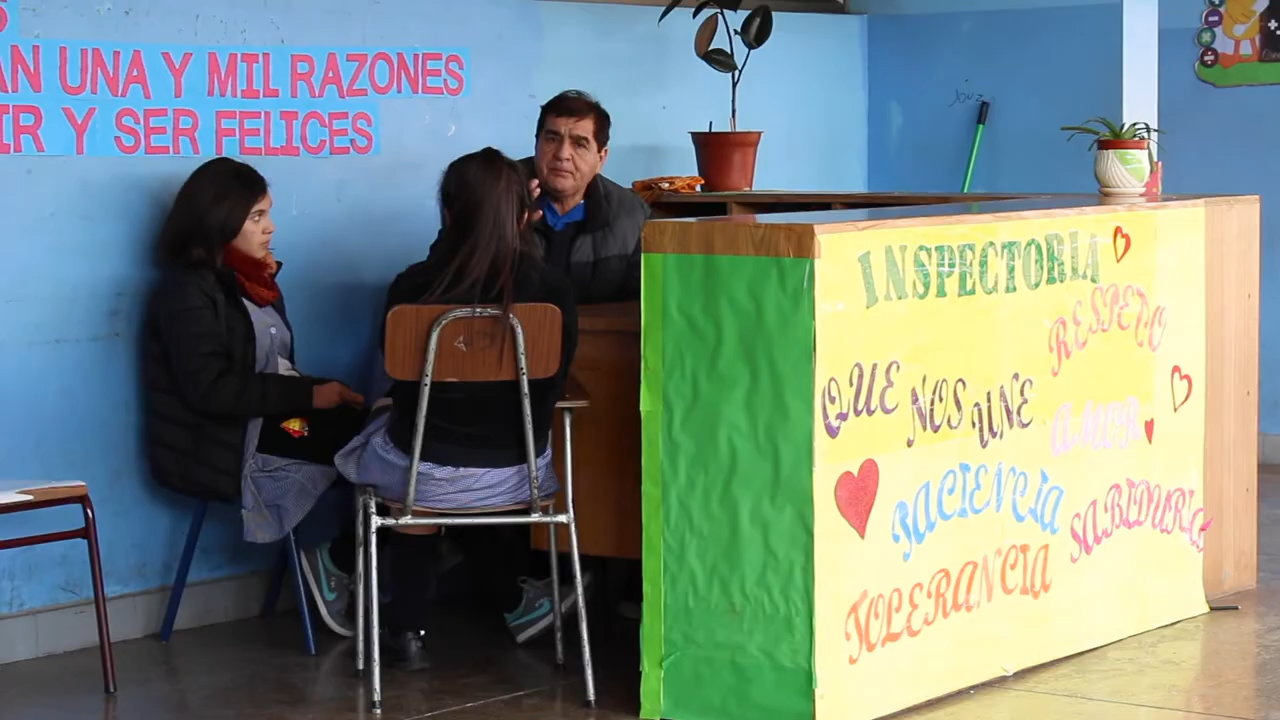 S
AN UNA Y MIL RAZONES
IR Y SER FELICES
INSPECTORIA
RESPETO
QUE NOS UNE
AMOR
PACIENCIA
SABIDURIA
TOLERANCIA